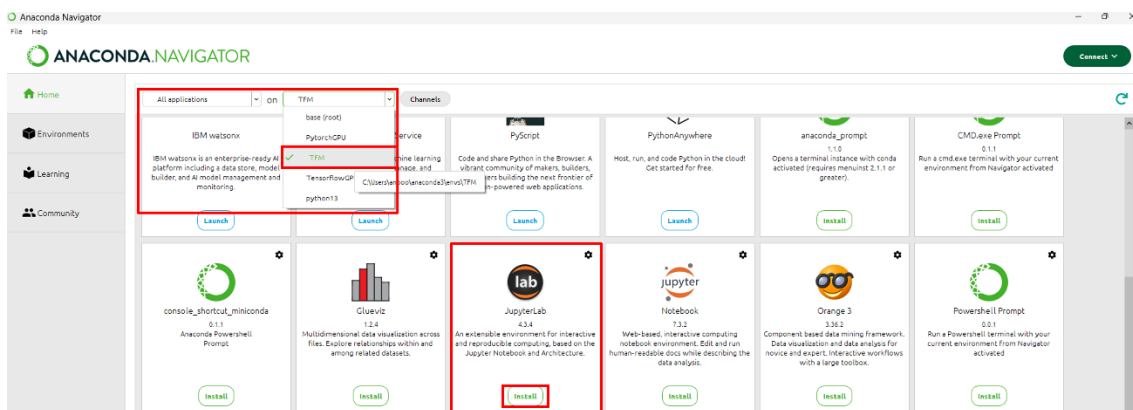 Anaconda Navigator
File Help
ANACONDA.NAVIGATOR
Connect
Home
Environments
Learning
Community
All applications
on
TFM
Channels
base (root)
PytorchGPU
TFM
TensorflowGP
C:\Users\
\anaconda3\envs\TFM
python13
IBM watsonx
IBM watsonx is an enterprise-ready AI
platform including a data store, model
builder, and AI model management and
monitoring.
Launch
ervice
hine learning
nage, and
Launch
PyScript
Code and share Python in the Browser. A
vibrant community of makers, builders,
ers building the next frontier of
n-powered web applications.
Launch
PythonAnywhere
Host, run, and code Python in the cloud!
Get started for free.
Launch
anaconda_prompt
1.1.0
Opens a terminal instance with conda
activated (requires menuinst 2.1.1 or
greater).
Install
CMD.exe Prompt
0.1.1
Run a cmd.exe terminal with your current
environment from Navigator activated
Install
console_shortcut_miniconda
0.1.1
Anaconda Powershell
Prompt
Install
Glueviz
1.2.4
Multidimensional data visualization across
files. Explore relationships within and
among related datasets.
Install
lab
JupyterLab
4.3.4
An extensible environment for interactive
and reproducible computing, based on the
Jupyter Notebook and Architecture.
Install
jupyter
Notebook
7.3.2
Web-based, interactive computing
notebook environment. Edit and run
human-readable docs while describing the
data analysis.
Install
Orange 3
3.36.2
Component based data mining framework.
Data visualization and data analysis for
novice and expert. Interactive workflows
with a large toolbox.
Install
Powershell Prompt
0.0.1
Run a Powershell terminal with your
current environment from Navigator
activated
Install